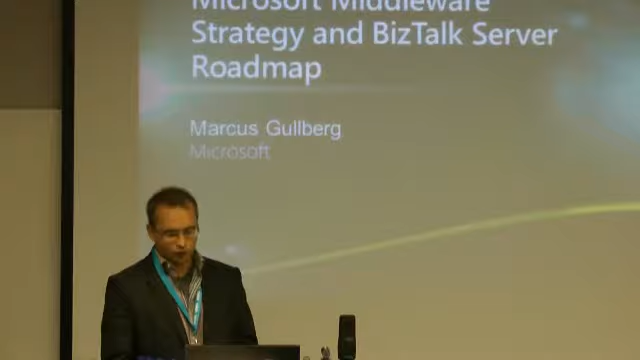 Microsoft Middleware
Strategy and BizTalk Server
Roadmap
Marcus Gullberg
Microsoft